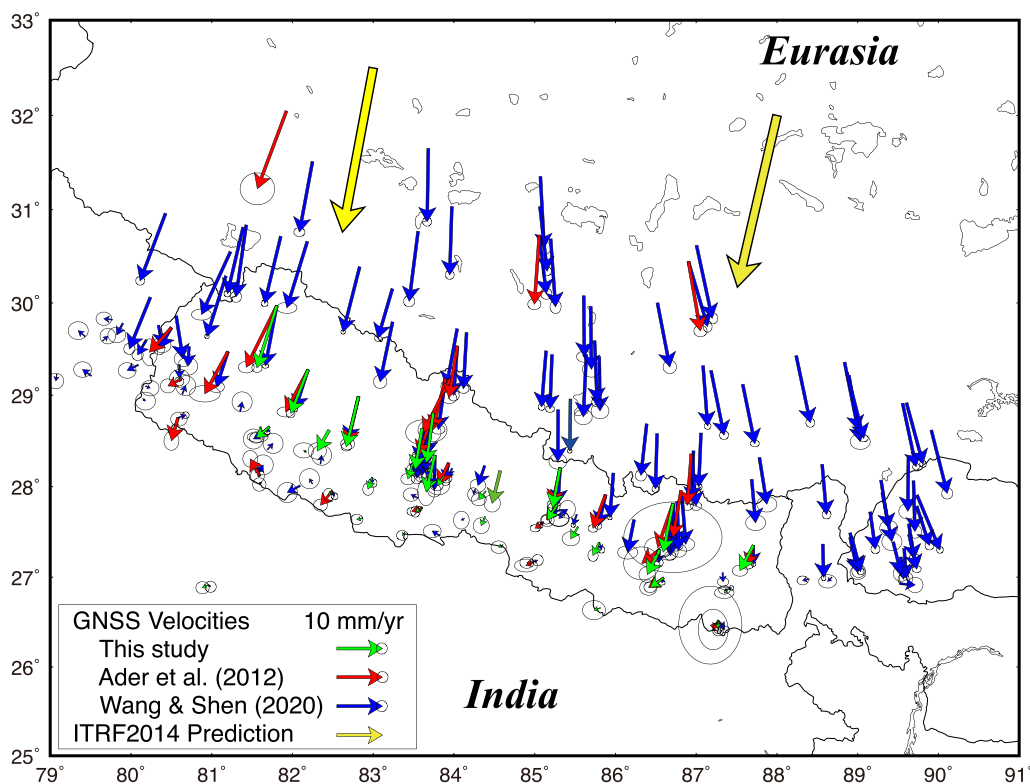 33°
Eurasia
32°
31°
30°
29°
28°
27°
GNSS Velocities 10 mm/yr
This study
Ader et al. (2012)
Wang & Shen (2020)
ITRF2014 Prediction
India
26°
25°
79° 80° 81° 82° 83° 84° 85° 86° 87° 88° 89° 90° 91°